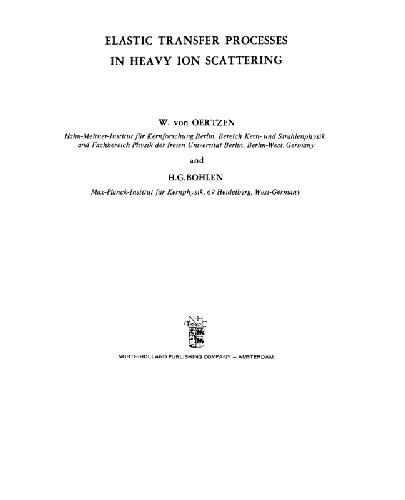 ELASTIC TRANSFER PROCESSES
IN HEAVY ION SCATTERING
W. von OERTZEN
Hahn-Meitner-Institut für Kernforschung Berlin, Bereich Kern- und Strahlenphysik
and Fachbereich Physik der freien Universität Berlin, Berlin-West, Germany
and
H.G. BOHLEN
Max-Planck-Institut für Kernphysik, 69 Heidelberg, West-Germany
NORTH-HOLLAND PUBLISHING COMPANY – AMSTERDAM